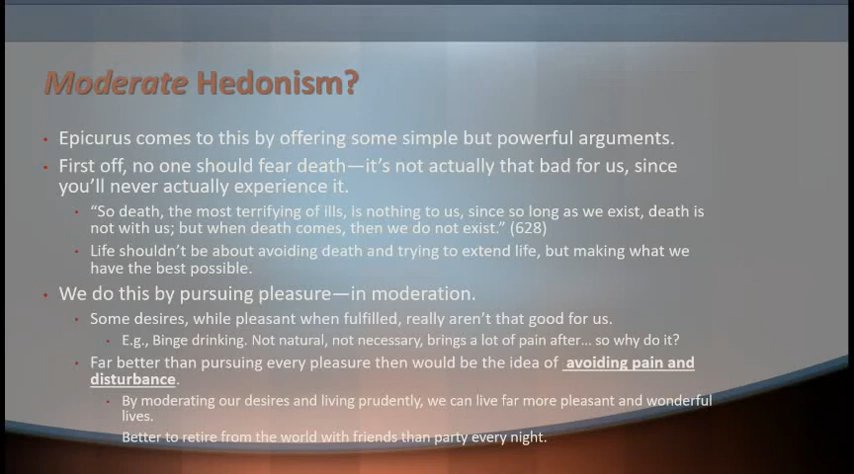 Moderate Hedonism?
• Epicurus comes to this by offering some simple but powerful arguments.
• First off, no one should fear death—it's not actually that bad for us, since
you'll never actually experience it.
• “So death, the most terrifying of ills, is nothing to us, since so long as we exist, death is
not with us; but when death comes, then we do not exist.” (628)
• Life shouldn't be about avoiding death and trying to extend life, but making what we
have the best possible.
• We do this by pursuing pleasure—in moderation.
• Some desires, while pleasant when fulfilled, really aren't that good for us.
• E.g., Binge drinking. Not natural, not necessary, brings a lot of pain after… so why do it?
• Far better than pursuing every pleasure then would be the idea of avoiding pain and
disturbance.
• By moderating our desires and living prudently, we can live far more pleasant and wonderful
lives.
Better to retire from the world with friends than party every night.